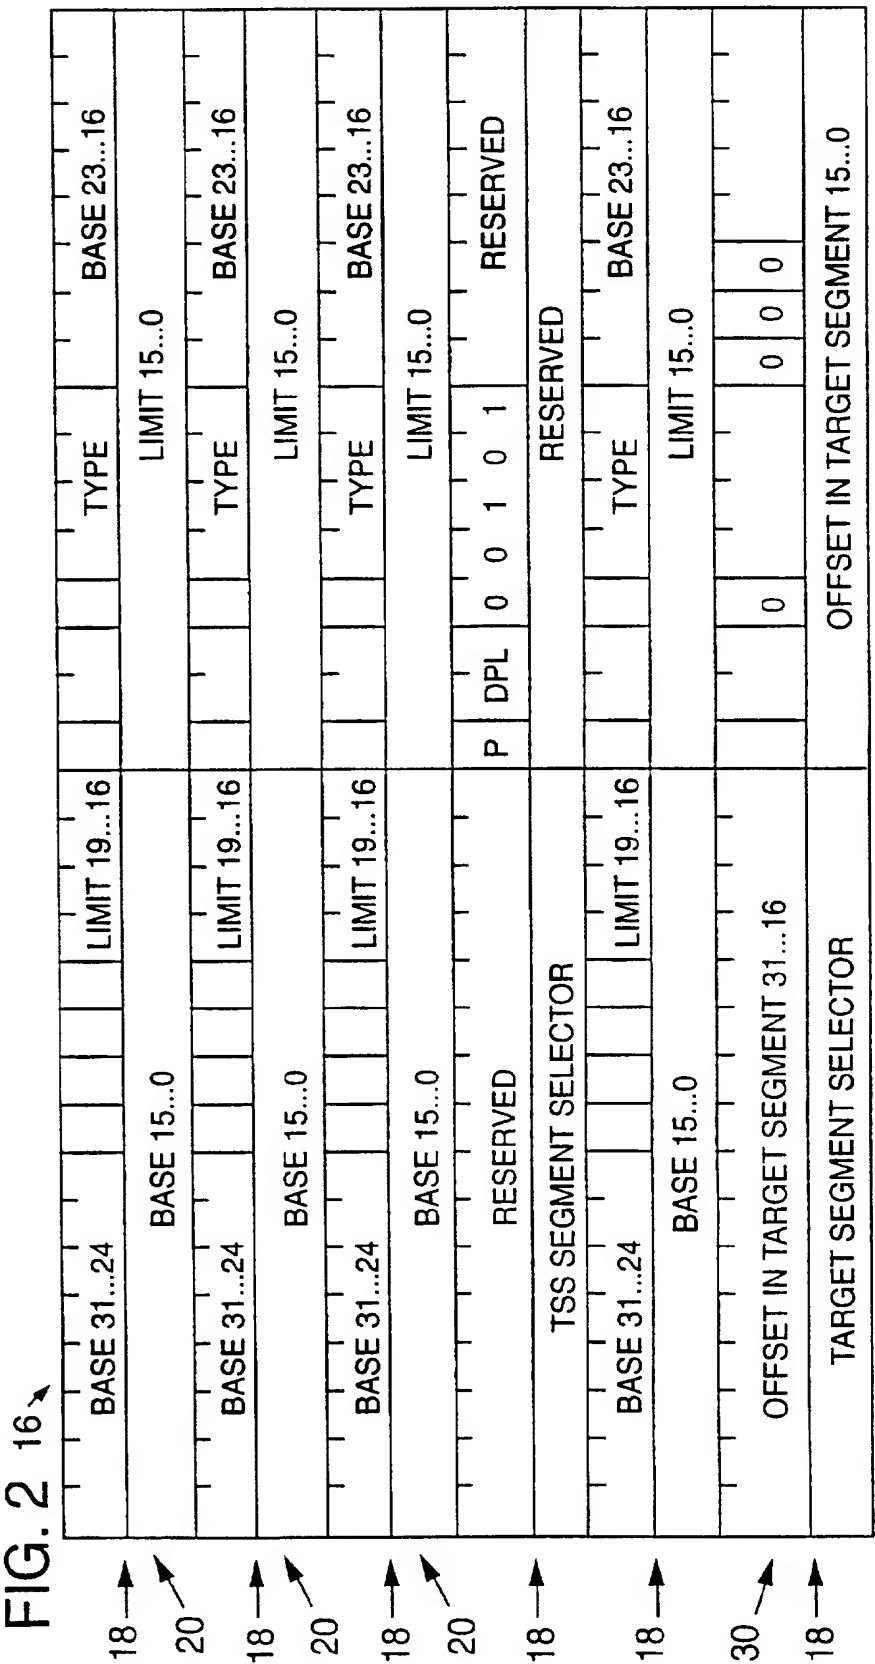 FIG. 2
16
BASE 31...24 LIMIT 19...16 TYPE BASE 23...16
18
BASE 15...0 LIMIT 15...0
20
BASE 31...24 LIMIT 19...16 TYPE BASE 23...16
18
BASE 15...0 LIMIT 15...0
20
BASE 31...24 LIMIT 19...16 TYPE BASE 23...16
18
BASE 15...0 LIMIT 15...0
20
RESERVED P DPL 0 0 0 1 0 1 RESERVED
18
TSS SEGMENT SELECTOR RESERVED
BASE 31...24 LIMIT 19...16 TYPE BASE 23...16
18
BASE 15...0 LIMIT 15...0
OFFSET IN TARGET SEGMENT 31...16 0 0 0 0
30
18
TARGET SEGMENT SELECTOR OFFSET IN TARGET SEGMENT 15...0